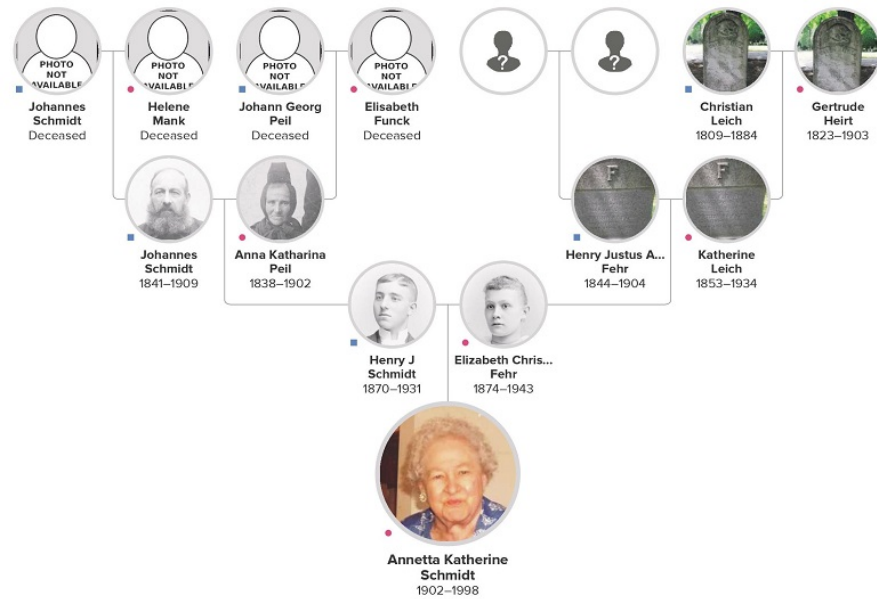 PHOTO
NOT
AVAILABLE
PHOTO
NOT
AVAILABLE
PHOTO
NOT
AVAILABLE
PHOTO
NOT
AVAILABLE
?
?
Johannes
Schmidt
Deceased
Helene
Mank
Deceased
Johann Georg
Peil
Deceased
Elisabeth
Funck
Deceased
Christian
Leich
1809–1884
Gertrude
Heirt
1823–1903
F
F
Johannes
Schmidt
1841–1909
Anna Katharina
Peil
1838–1902
Henry Justus A...
Fehr
1844–1904
Katherine
Leich
1853–1934
Henry J
Schmidt
1870–1931
Elizabeth Chris...
Fehr
1874–1943
Annetta Katherine
Schmidt
1902–1998